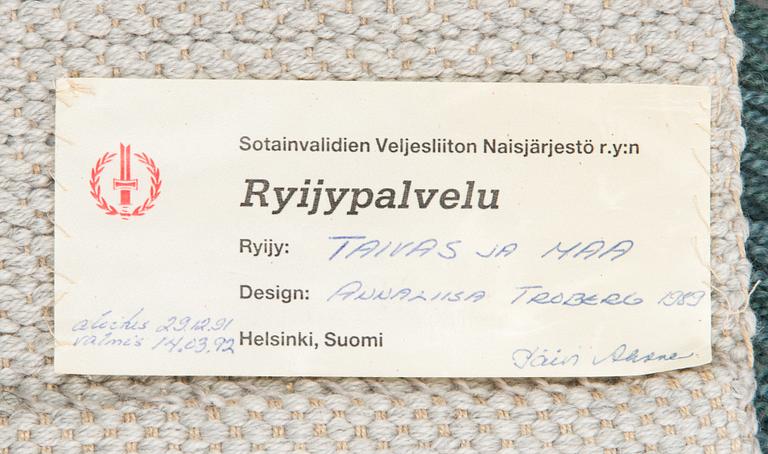 Sotainvalidien Veljesliiton Naisjärjestö r.y:n
Ryijypalvelu
Ryijy: TAIVAS JA MAA
Design: ANNALIISA TROBERG 1989
aloitus 29.12.91
valmis 14.03.92
Helsinki, Suomi
Päivi